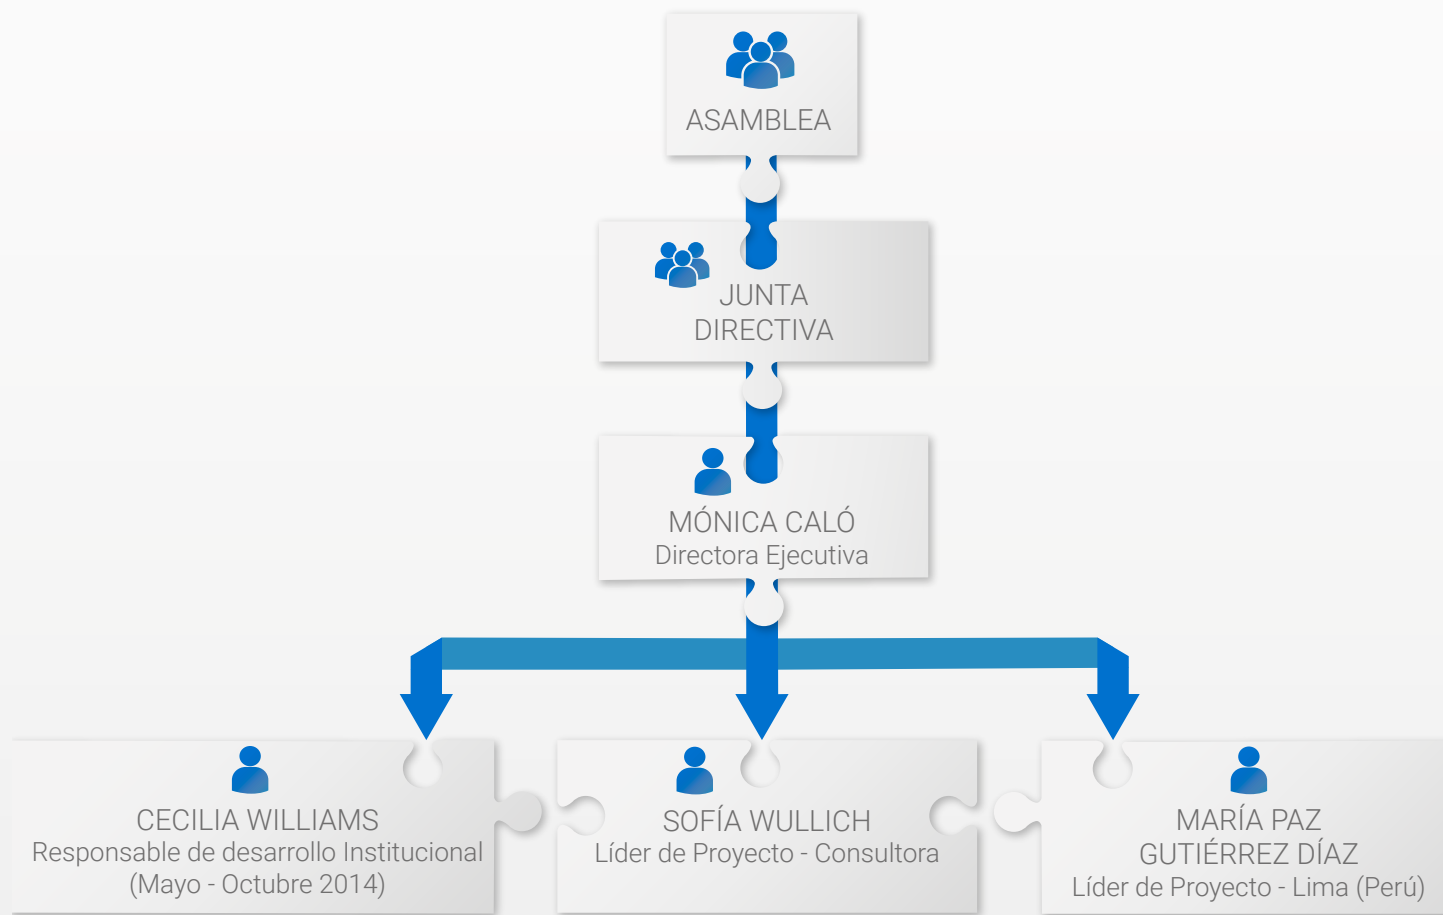 ASAMBLEA
JUNTA
DIRECTIVA
MÓNICA CALÓ
Directora Ejecutiva
CECILIA WILLIAMS
Responsable de desarrollo Institucional
(Mayo - Octubre 2014)
SOFÍA WULLICH
Líder de Proyecto - Consultora
MARÍA PAZ
GUTIÉRREZ DÍAZ
Líder de Proyecto - Lima (Perú)